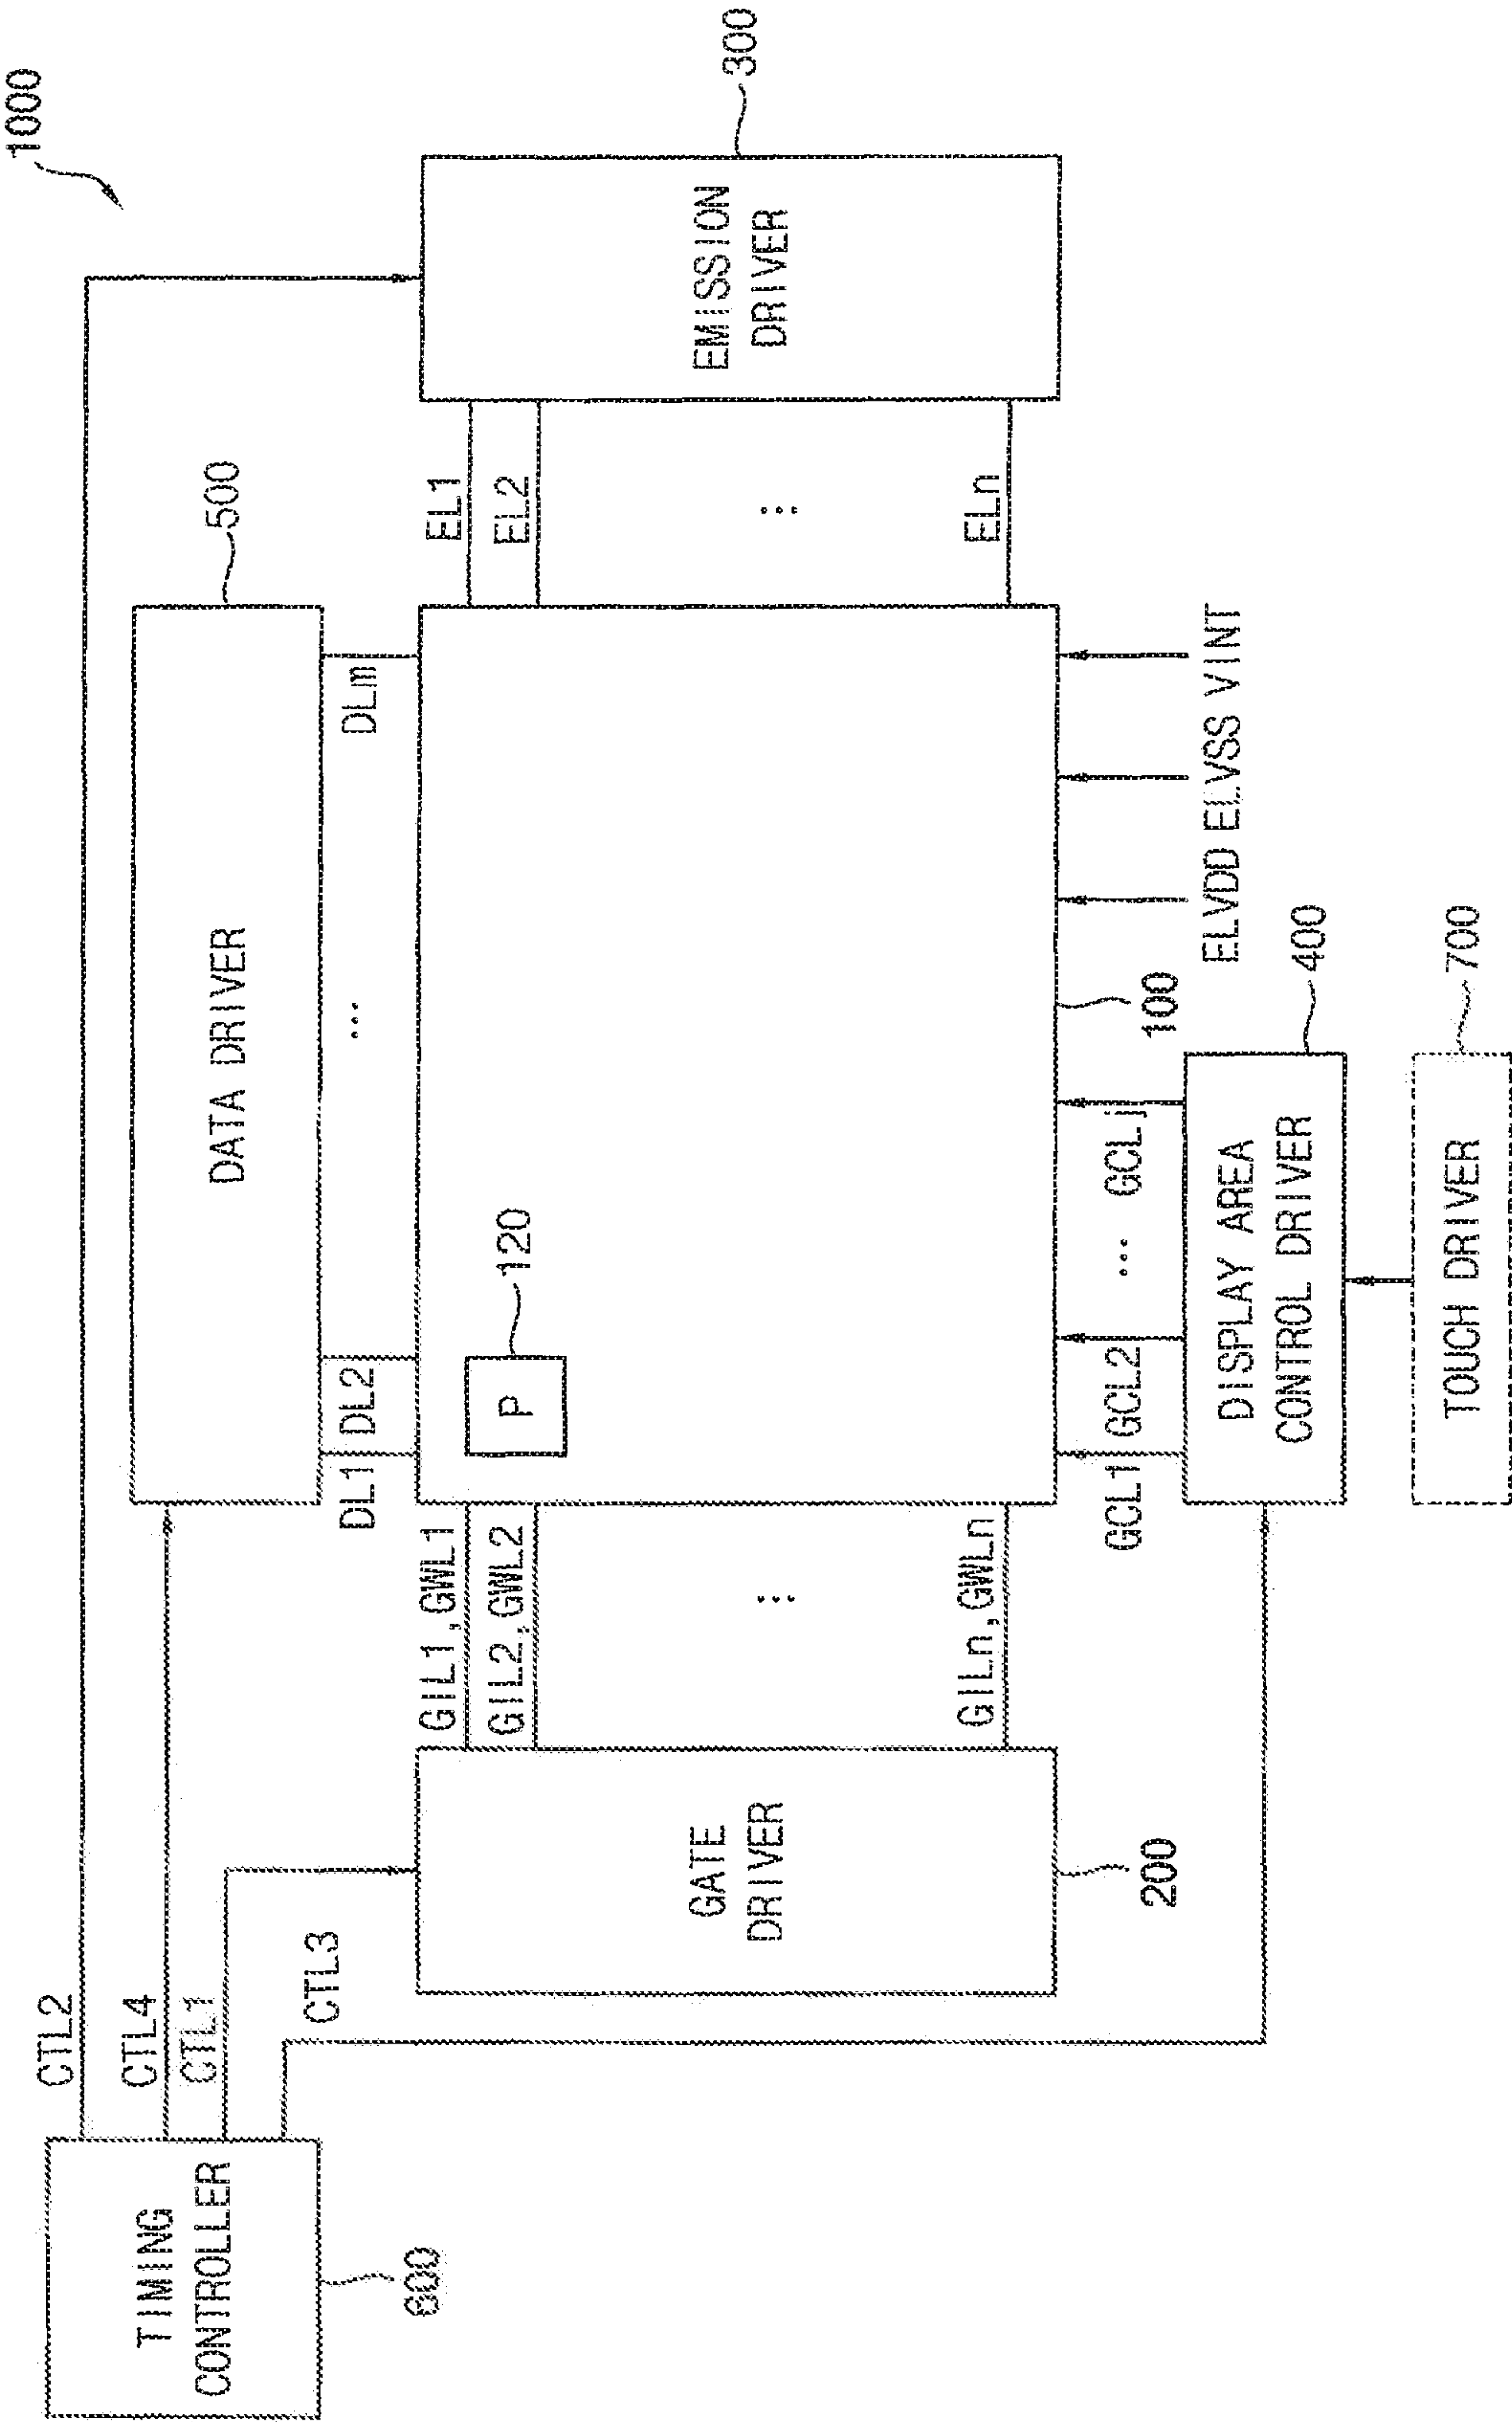 1000
TIMING
CONTROLLER
600
CTL2
CTL4
CTL1
CTL3
DATA DRIVER
500
DL1
DL2
...
DLm
GATE
DRIVER
200
GIL1,GWL1
GIL2,GWL2
...
GILn,GWLn
P
120
100
EL1
EL2
...
ELn
EMISSION
DRIVER
300
GCL1
GCL2
...
GCLj
ELVDD ELVSS VINT
DISPLAY AREA
CONTROL DRIVER
400
TOUCH DRIVER
700